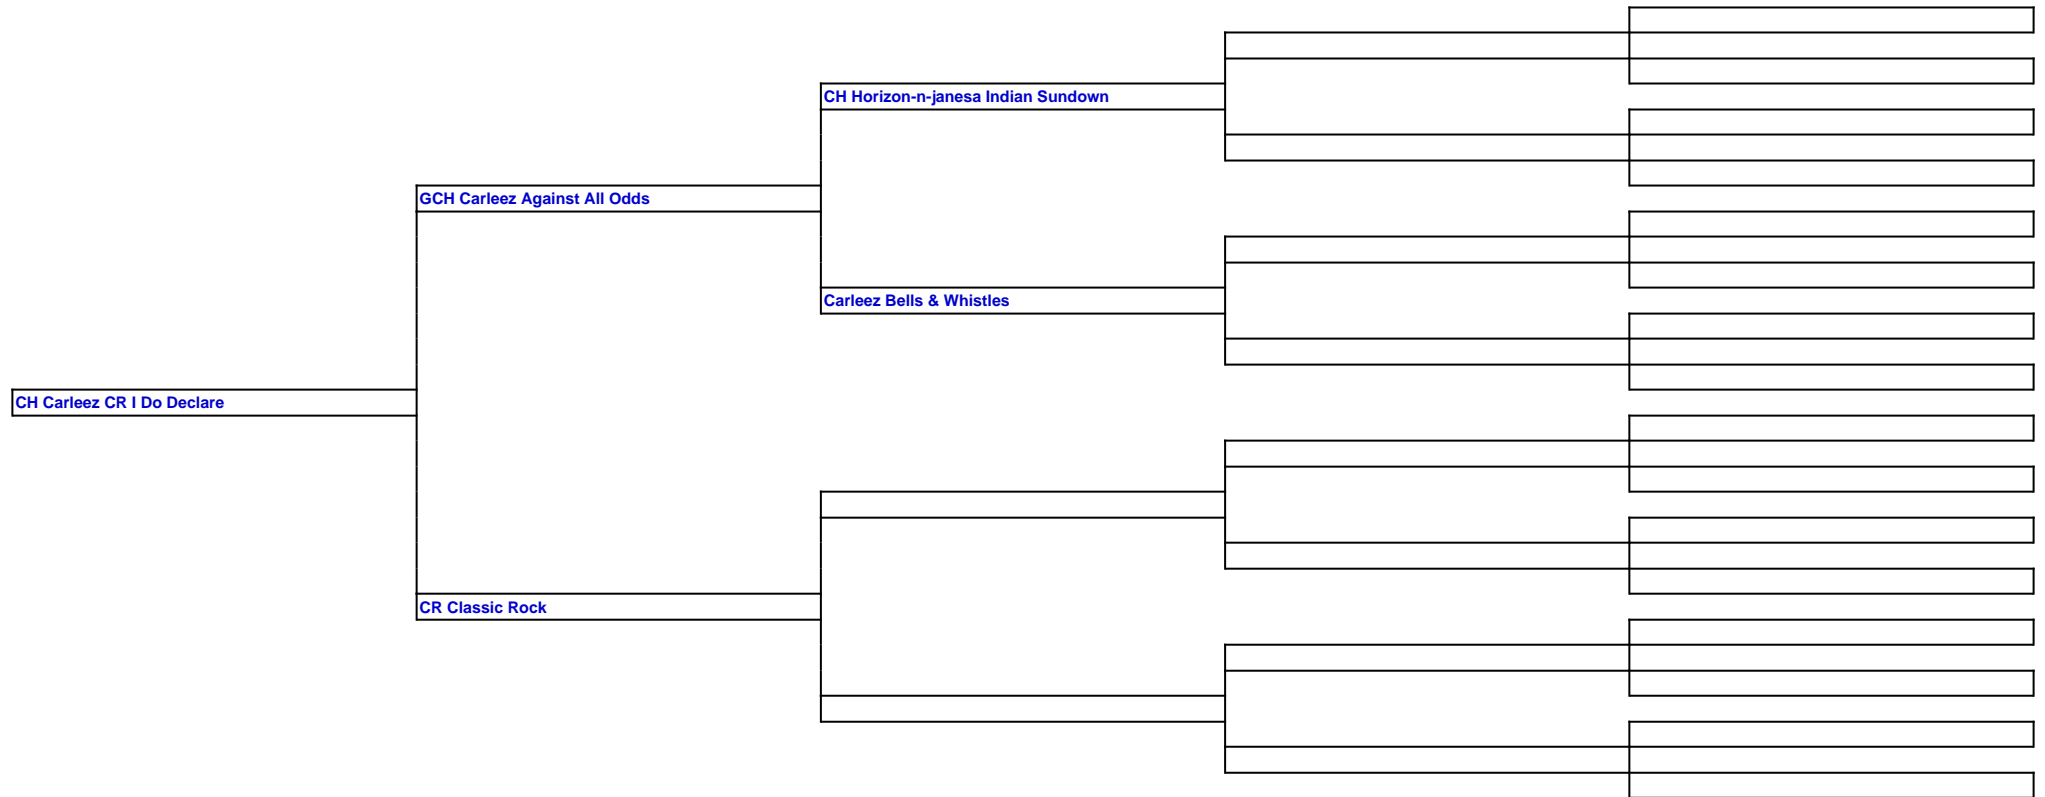 CH Horizon-n-janesa Indian Sundown
GCH Carleez Against All Odds
Carleez Bells & Whistles
CH Carleez CR I Do Declare
CR Classic Rock